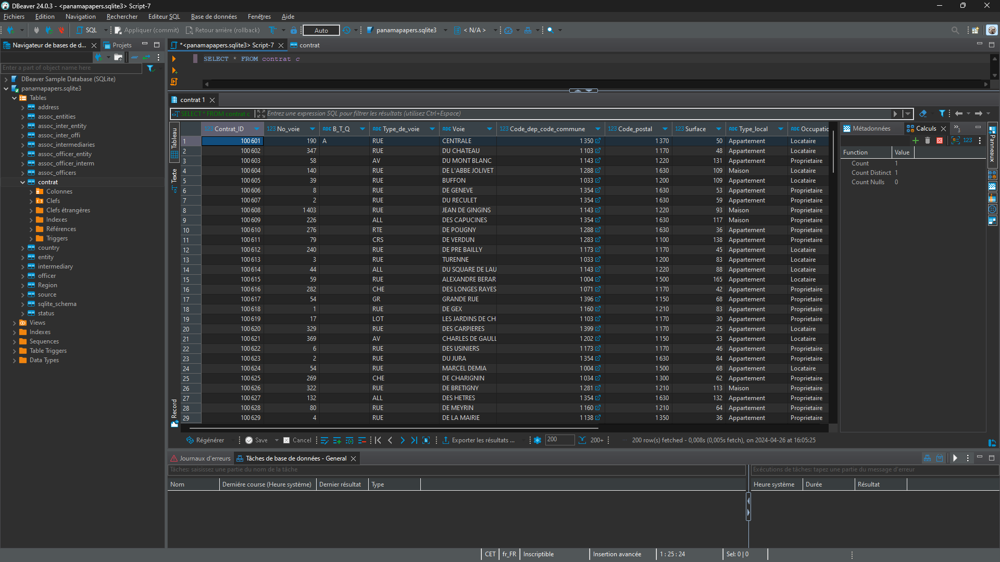 DBeaver 24.0.3 - <panamapapers.sqlite3> Script-7
Fichiers Edition Navigation Rechercher Editeur SQL Base de données Fenêtres Aide
SQL Appliquer (commit) Retour arrière (rollback) Auto panamapapers.sqlite3 < N/A >
Navigateur de bases de d... Projets
Enter a part of object name here
DBeaver Sample Database (SQLite)
panamapapers.sqlite3
Tables
address
assoc_entities
assoc_inter_entity
assoc_inter_offi
assoc_intermediaries
assoc_officer_entity
assoc_officer_interm
assoc_officers
contrat
Colonnes
Clefs
Clefs étrangères
Indexes
Références
Triggers
country
entity
intermediary
officer
Region
source
sqlite_schema
status
Views
Indexes
Sequences
Table Triggers
Data Types
*<panamapapers.sqlite3> Script-7 contrat
SELECT * FROM contrat c
contrat 1
SELECT * FROM contrat c Entrez une expression SQL pour filtrer les résultats (utilisez Ctrl+Espace)
Tableau
Texte
Record
123 Contrat_ID 123 No_voie ABC B_T_Q ABC Type_de_voie ABC Voie 123 Code_dep_code_commune 123 Code_postal 123 Surface ABC Type_local ABC Occupatic
1 100 601 190 A RUE CENTRALE 1 350 1 370 50 Appartement Locataire
2 100 602 347 RUE DU CHATEAU 1 103 1 170 48 Appartement Locataire
3 100 603 58 AV DU MONT BLANC 1 143 1 220 131 Appartement Proprietaire
4 100 604 140 RUE DE L'ABBE JOLIVET 1 288 1 630 109 Maison Locataire
5 100 605 39 RUE BUFFON 1 033 1 200 109 Appartement Locataire
6 100 606 8 RUE DE GENEVE 1 354 1 630 53 Appartement Proprietaire
7 100 607 2 RUE DU RECULET 1 354 1 630 59 Appartement Proprietaire
8 100 608 1 403 RUE JEAN DE GINGINS 1 143 1 220 93 Maison Proprietaire
9 100 609 226 ALL DES CAPUCINES 1 354 1 630 117 Maison Locataire
10 100 610 276 RTE DE POUGNY 1 288 1 630 36 Appartement Proprietaire
11 100 611 79 CRS DE VERDUN 1 283 1 100 138 Appartement Proprietaire
12 100 612 240 RUE DE PRE BAILLY 1 173 1 170 45 Appartement Locataire
13 100 613 3 RUE TURENNE 1 033 1 200 83 Appartement Locataire
14 100 614 44 ALL DU SQUARE DE LAU 1 143 1 220 88 Appartement Locataire
15 100 615 59 RUE ALEXANDRE BERAR 1 004 1 500 165 Appartement Locataire
16 100 616 282 CHE DES LONGES RAYES 1 071 1 170 42 Appartement Proprietaire
17 100 617 54 GR GRANDE RUE 1 396 1 150 68 Appartement Proprietaire
18 100 618 1 RUE DE GEX 1 160 1 210 83 Appartement Proprietaire
19 100 619 17 LOT LES JARDINS DE CH 1 103 1 170 30 Appartement Proprietaire
20 100 620 329 RUE DES CARPIERES 1 399 1 170 25 Appartement Locataire
21 100 621 369 AV CHARLES DE GAULL 1 202 1 150 53 Appartement Proprietaire
22 100 622 6 RUE DES USINIERS 1 173 1 170 46 Appartement Proprietaire
23 100 623 2 RUE DU JURA 1 354 1 630 84 Appartement Proprietaire
24 100 624 54 RUE MARCEL DEMIA 1 004 1 500 68 Appartement Locataire
25 100 625 269 CHE DE CHARIGNIN 1 034 1 300 62 Appartement Proprietaire
26 100 626 322 RUE DE BRETIGNY 1 281 1 210 113 Maison Proprietaire
27 100 627 132 ALL DES HETRES 1 354 1 630 132 Appartement Proprietaire
28 100 628 80 RUE DE MEYRIN 1 160 1 210 64 Appartement Proprietaire
29 100 629 4 RUE DE LA MAIRIE 1 138 1 350 36 Appartement Proprietaire
Métadonnées Calculs »3
123
Function Value
Count 1
Count Distinct 1
Count Nulls 0
Panneaux
Régénérer Save Cancel Exporter les résultats ... 200 200+ 200 row(s) fetched - 0,008s (0,005s fetch), on 2024-04-26 at 16:05:25
Journaux d'erreurs Tâches de base de données - General
Tâches: saisissez une partie du nom de la tâche Exécutions de tâches: tapez une partie du message d'erreur
Nom Derniére course (Heure système) Dernier résultat Type Heure système Durée Résultat
CET fr_FR Inscriptible Insertion avancée 1 : 25 : 24 Sel: 0 | 0